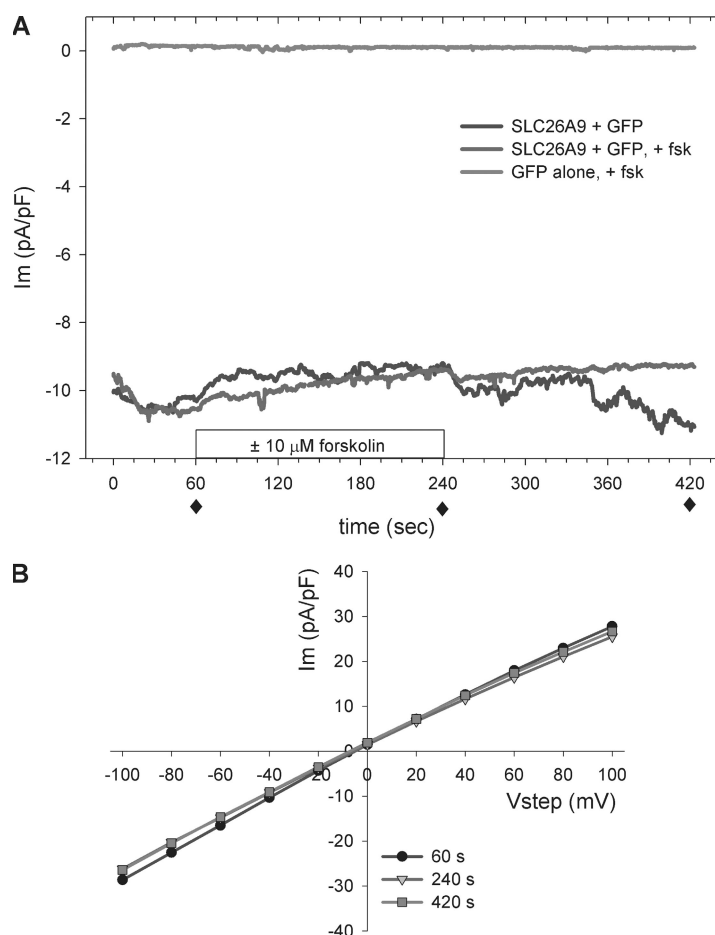 A
0
-2
-4
-6
-8
-10
-12
Im (pA/pF)
SLC26A9 + GFP
SLC26A9 + GFP, + fsk
GFP alone, + fsk
± 10 μM forskolin
0 60 120 180 240 300 360 420
time (sec)
B
Im (pA/pF)
40
30
20
10
0
-10
-20
-30
-40
-100 -80 -60 -40 -20 0 20 40 60 80 100
Vstep (mV)
60 s
240 s
420 s